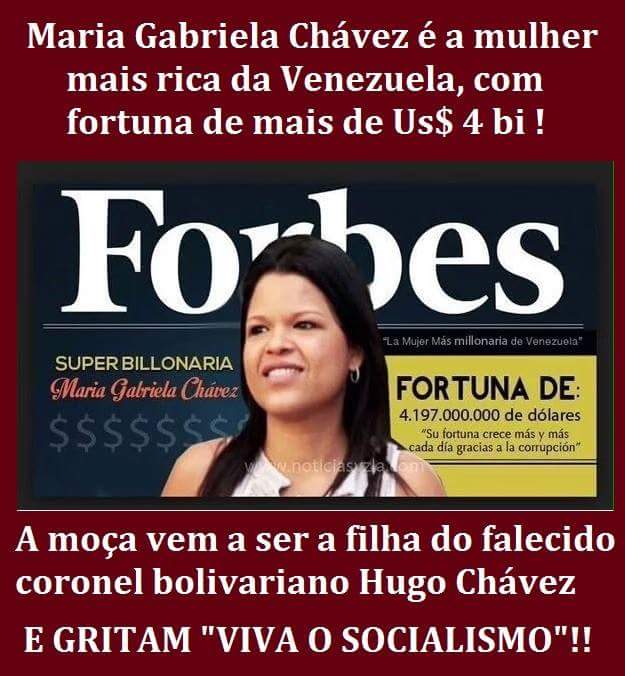 Maria Gabriela Chávez é a mulher
mais rica da Venezuela, com
fortuna de mais de Us$ 4 bi !
Forbes
"La Mujer Más millonaria de Venezuela"
SUPER BILLONARIA
Maria Gabriela Chávez
$$$$$$$$
FORTUNA DE:
4.197.000.000 de dólares
"Su fortuna crece más y más
cada día gracias a la corrupción"
www.noticiasvzla.com
A moça vem a ser a filha do falecido
coronel bolivariano Hugo Chávez
E GRITAM "VIVA O SOCIALISMO"!!